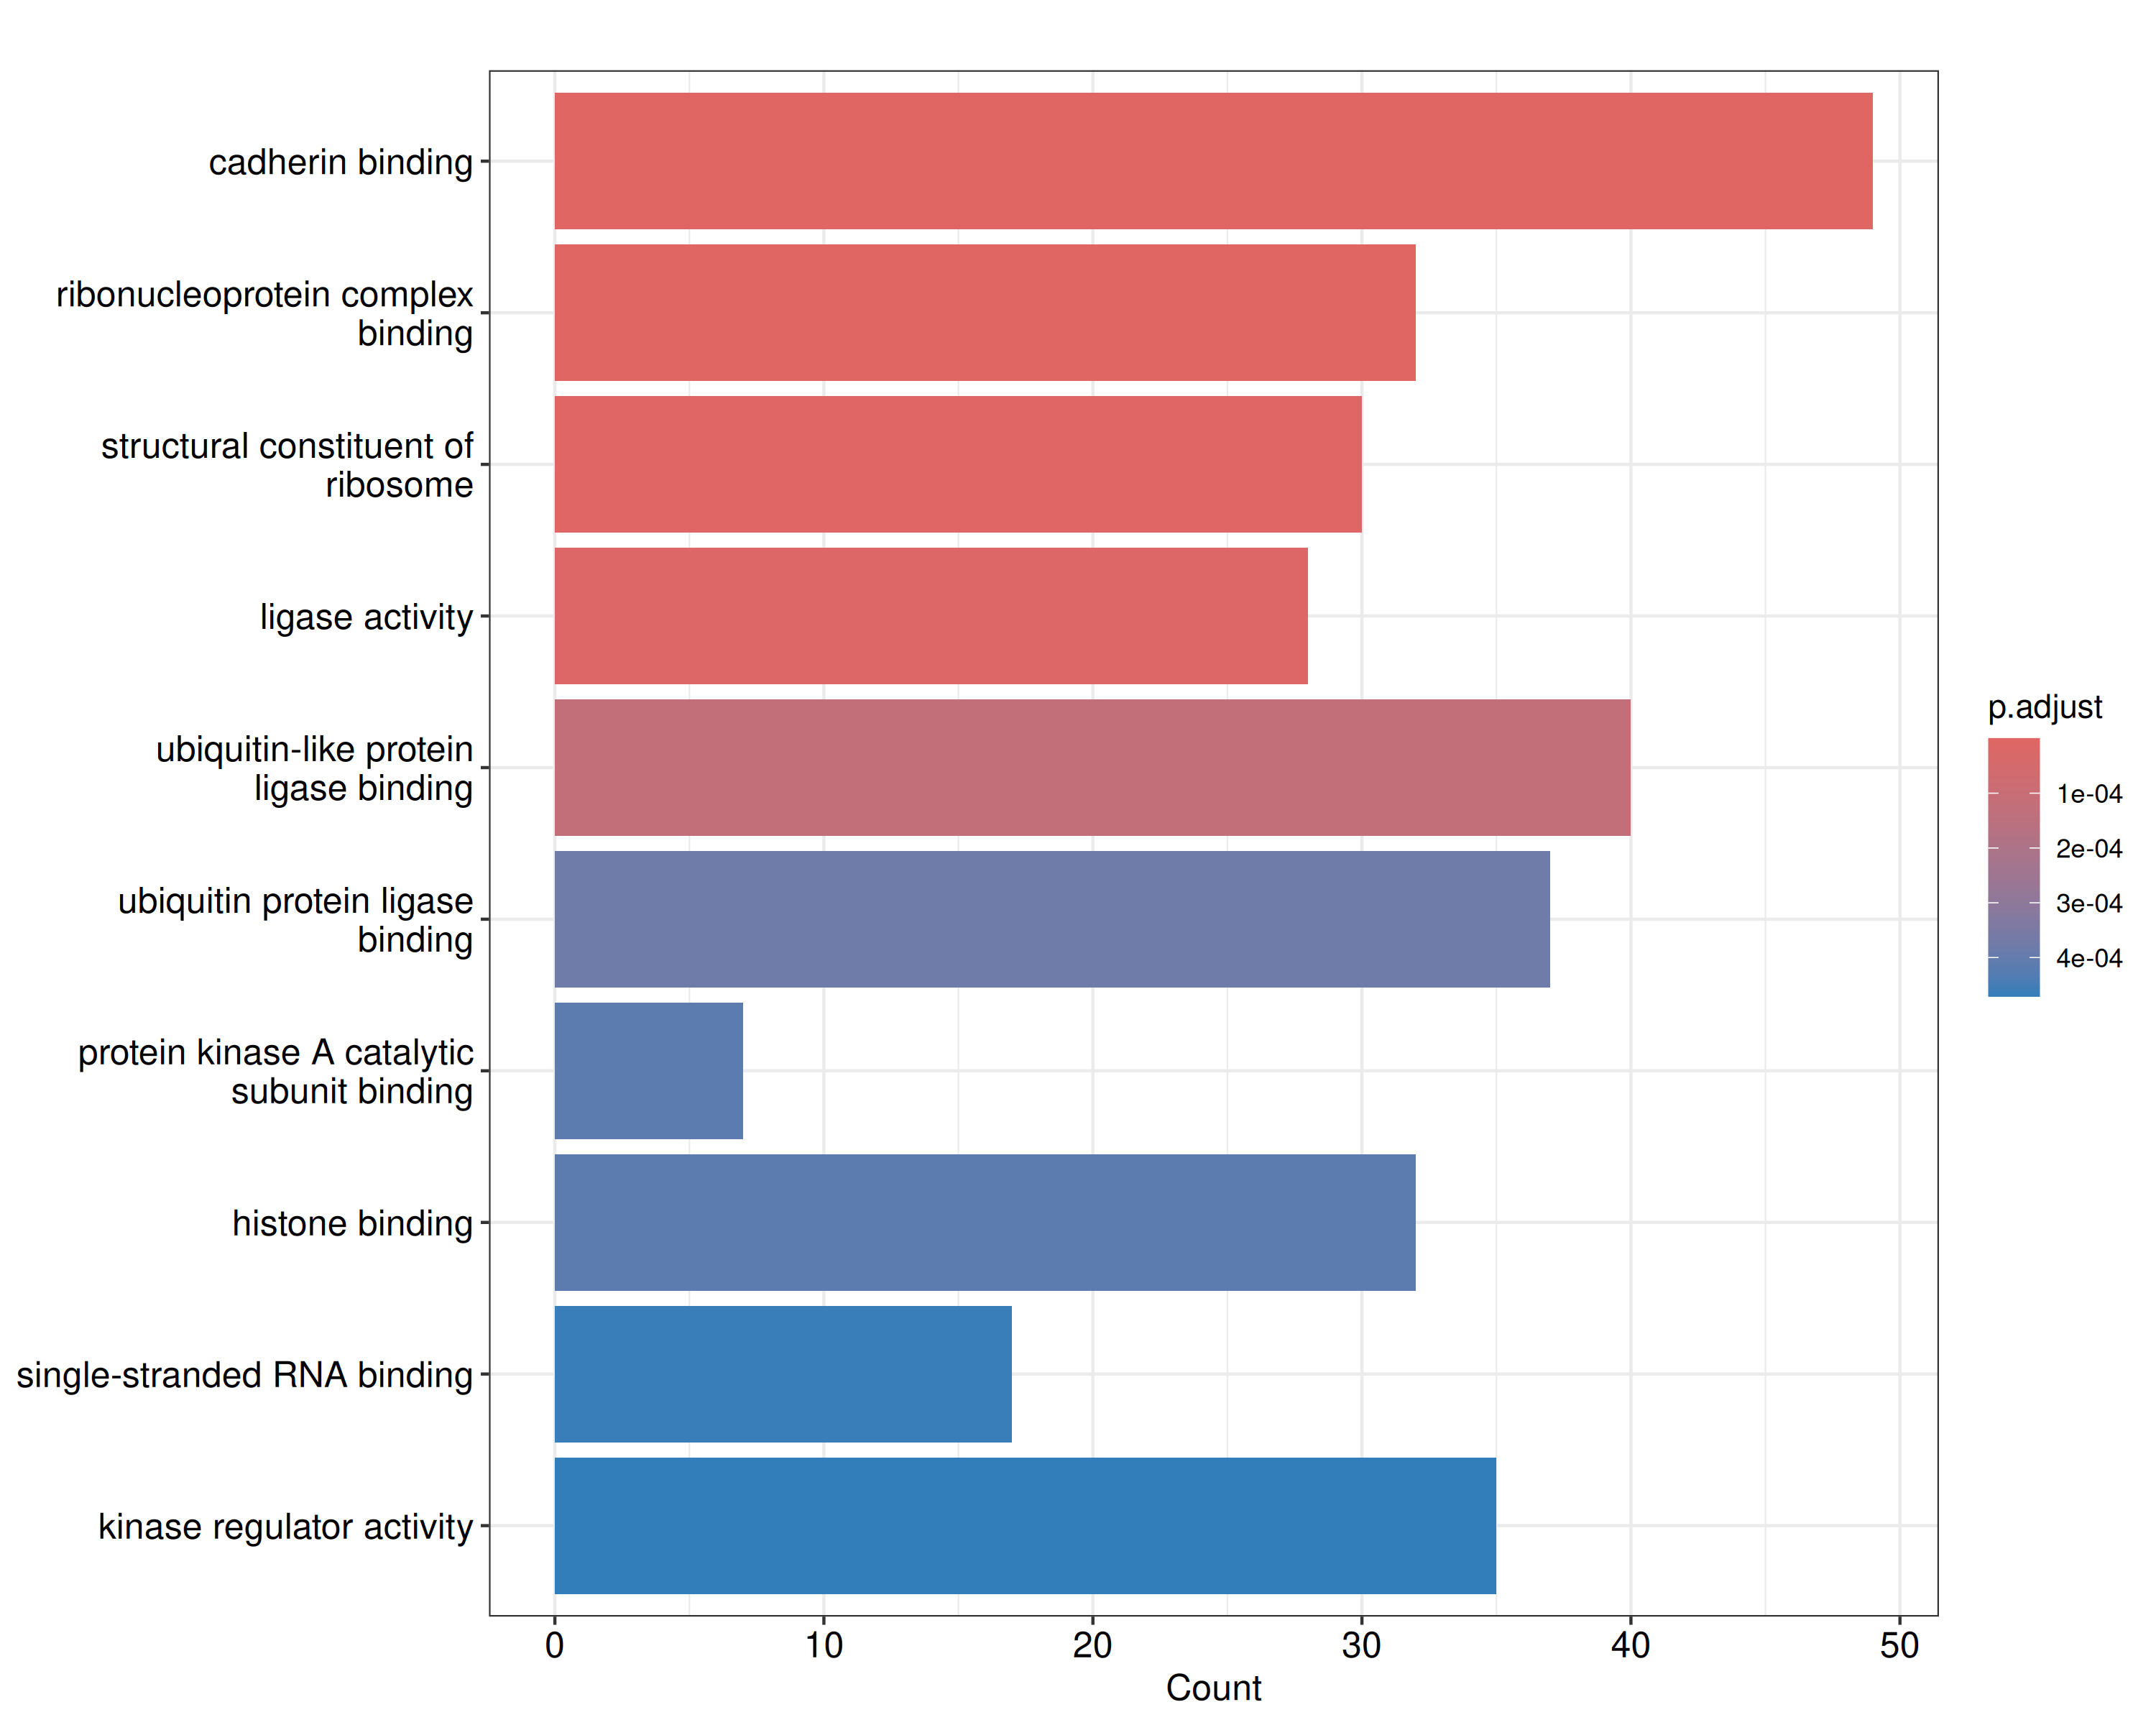 cadherin binding
ribonucleoprotein complex
binding
structural constituent of
ribosome
ligase activity
ubiquitin-like protein
ligase binding
ubiquitin protein ligase
binding
protein kinase A catalytic
subunit binding
histone binding
single-stranded RNA binding
kinase regulator activity
0 10 20 30 40 50
Count
p.adjust
1e-04
2e-04
3e-04
4e-04